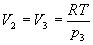 V₂ = V₃ = RT / p₃